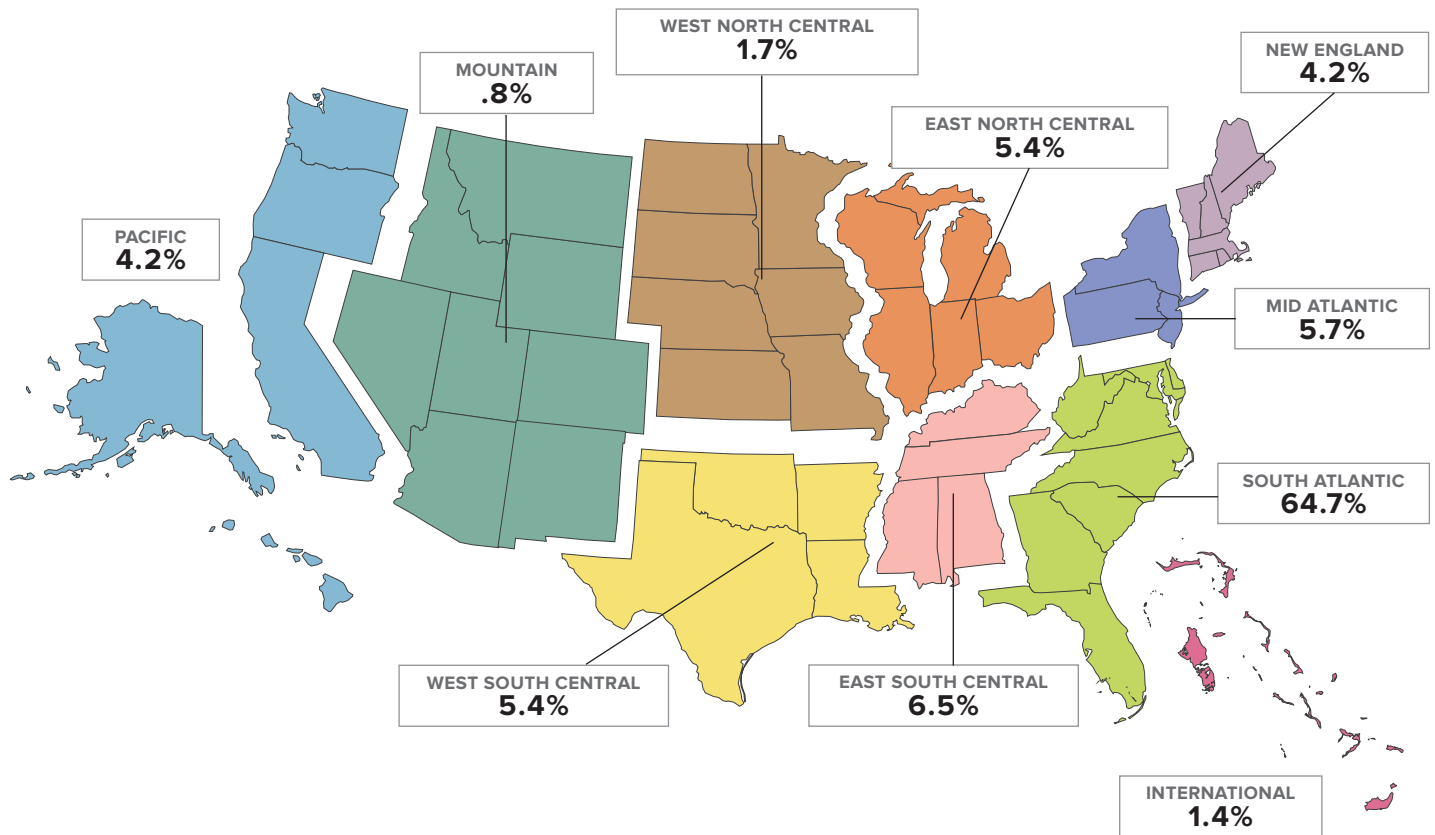 WEST NORTH CENTRAL
1.7%
NEW ENGLAND
4.2%
MOUNTAIN
.8%
EAST NORTH CENTRAL
5.4%
PACIFIC
4.2%
MID ATLANTIC
5.7%
SOUTH ATLANTIC
64.7%
WEST SOUTH CENTRAL
5.4%
EAST SOUTH CENTRAL
6.5%
INTERNATIONAL
1.4%